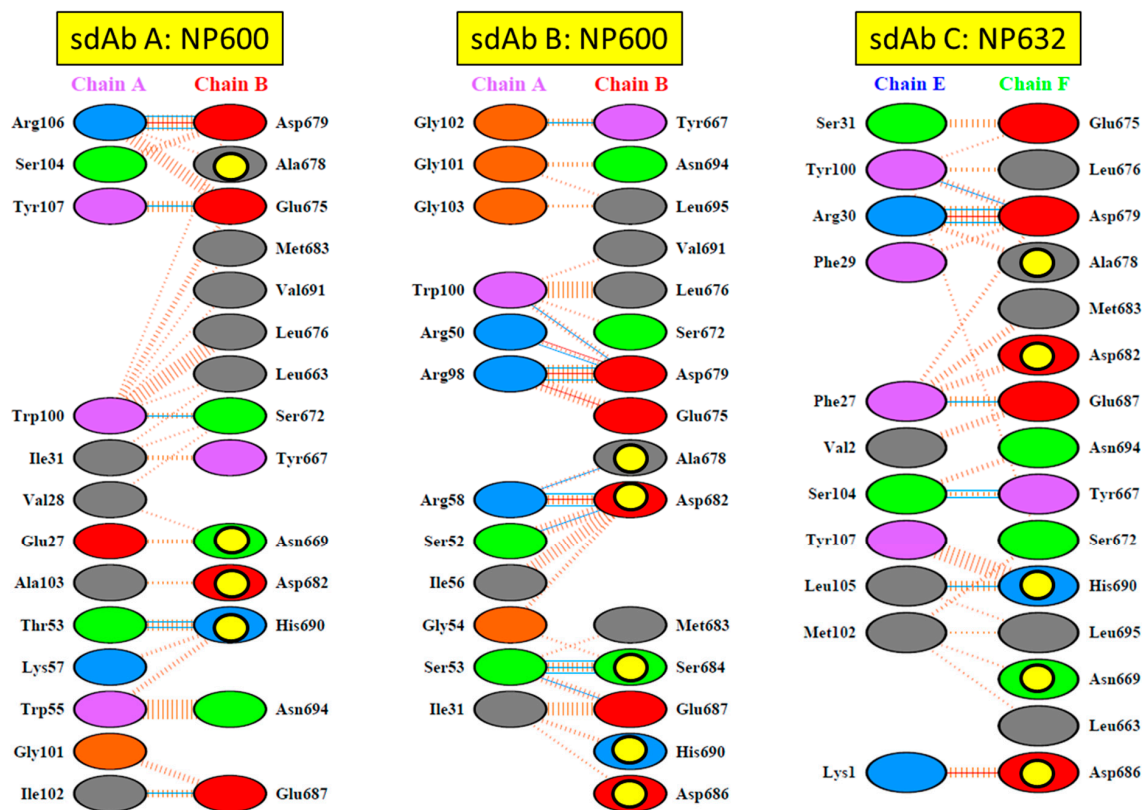 sdAb A: NP600
Chain A Chain B
Arg106 Asp679
Ser104 Ala678
Tyr107 Glu675
Met683
Val691
Leu676
Leu663
Trp100 Ser672
Ile31 Tyr667
Val28
Glu27 Asn669
Ala103 Asp682
Thr53 His690
Lys57
Trp55 Asn694
Gly101
Ile102 Glu687
sdAb B: NP600
Chain A Chain B
Gly102 Tyr667
Gly101 Asn694
Gly103 Leu695
Val691
Trp100 Leu676
Arg50 Ser672
Arg98 Asp679
Glu675
Ala678
Arg58 Asp682
Ser52
Ile56
Gly54 Met683
Ser53 Ser684
Ile31 Glu687
His690
Asp686
sdAb C: NP632
Chain E Chain F
Ser31 Glu675
Tyr100 Leu676
Arg30 Asp679
Phe29 Ala678
Met683
Asp682
Phe27 Glu687
Val2 Asn694
Ser104 Tyr667
Tyr107 Ser672
Leu105 His690
Met102 Leu695
Asn669
Leu663
Lys1 Asp686